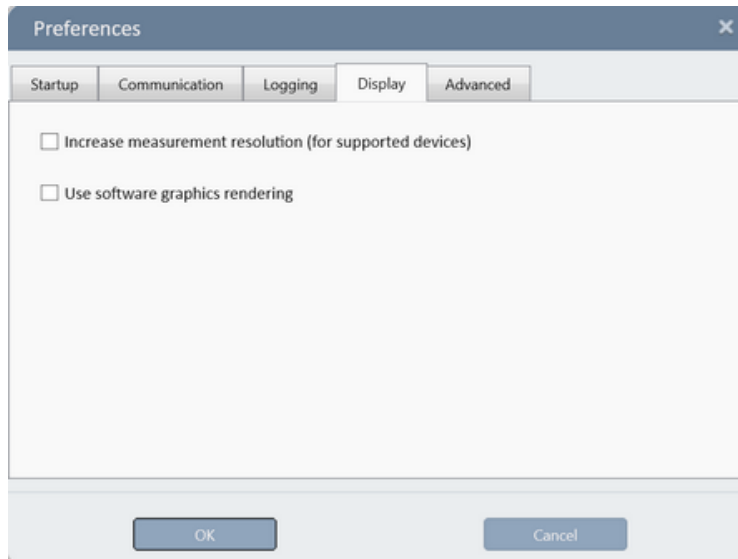 Preferences
Startup Communication Logging Display Advanced
Increase measurement resolution (for supported devices)
Use software graphics rendering
OK Cancel